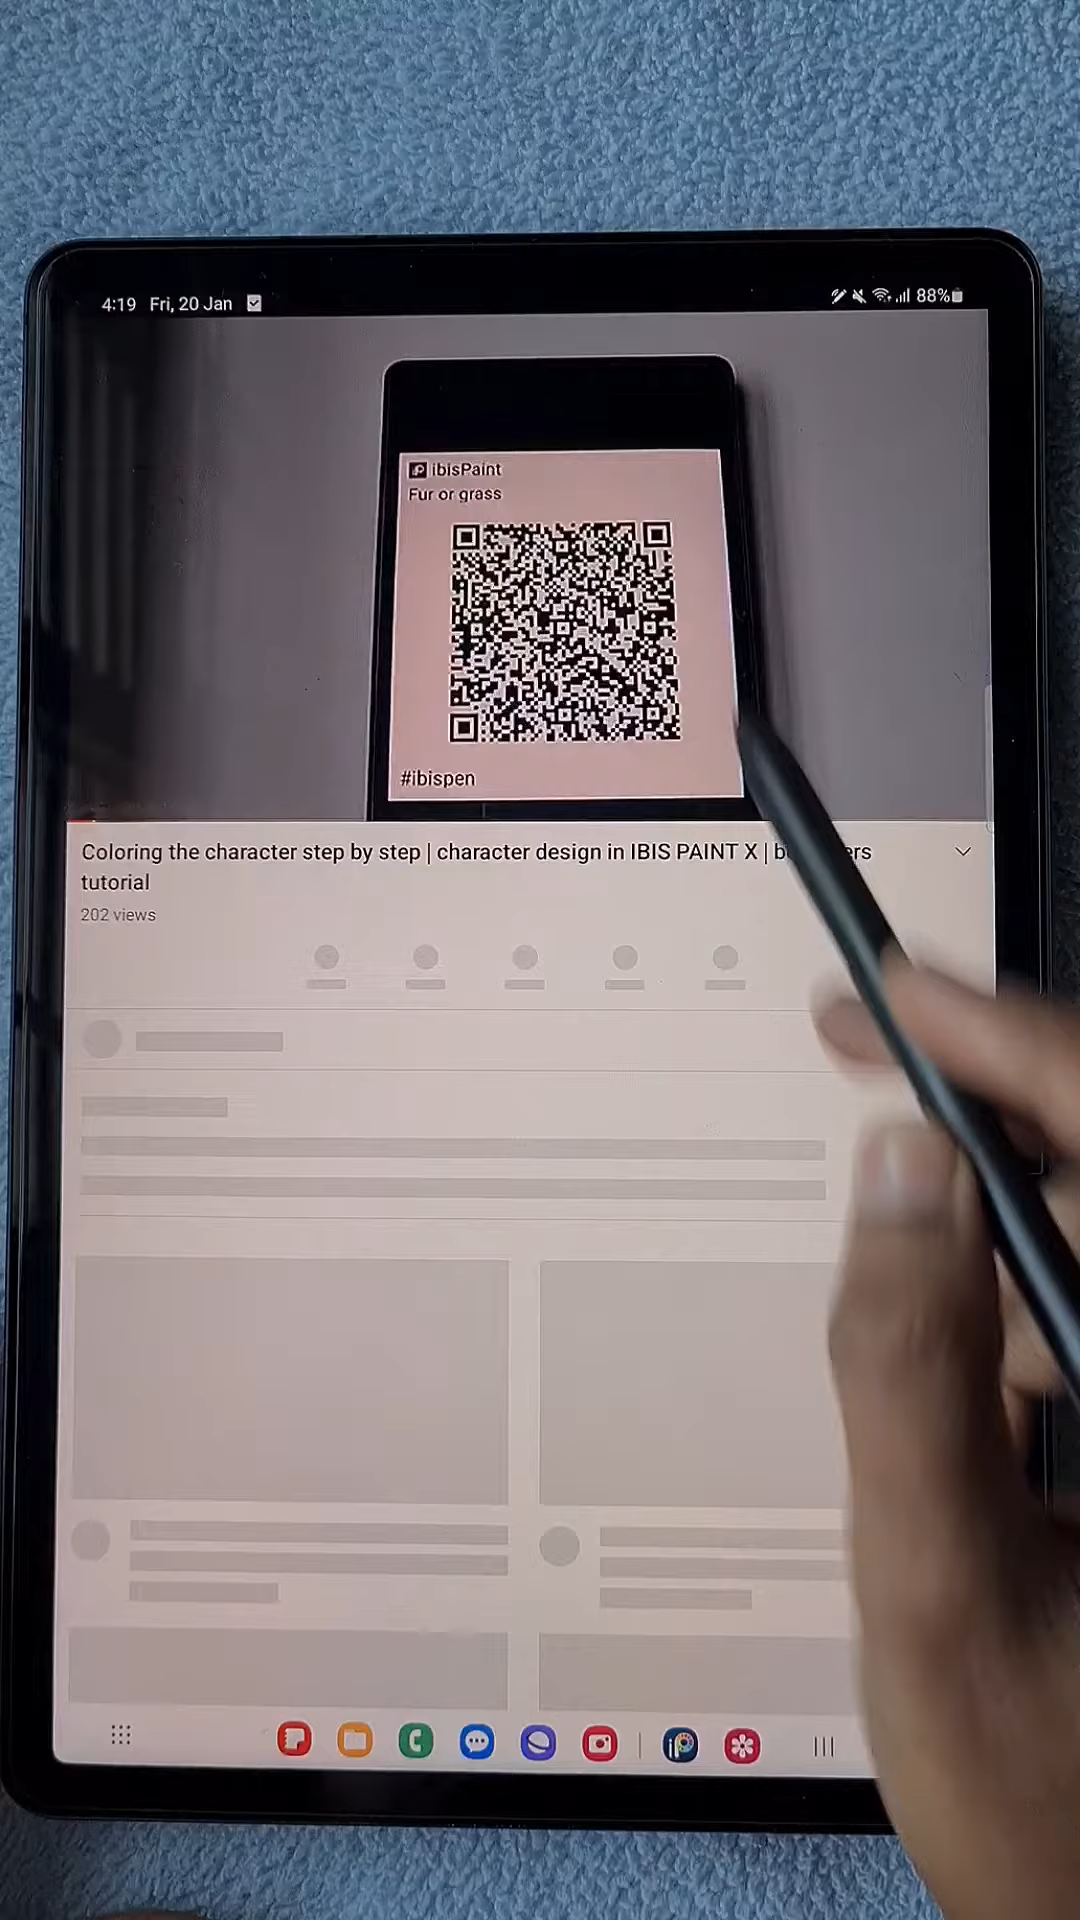 4:19 Fri, 20 Jan
88%
ibisPaint
Fur or grass
#ibispen
Coloring the character step by step | character design in IBIS PAINT X |
tutorial
202 views